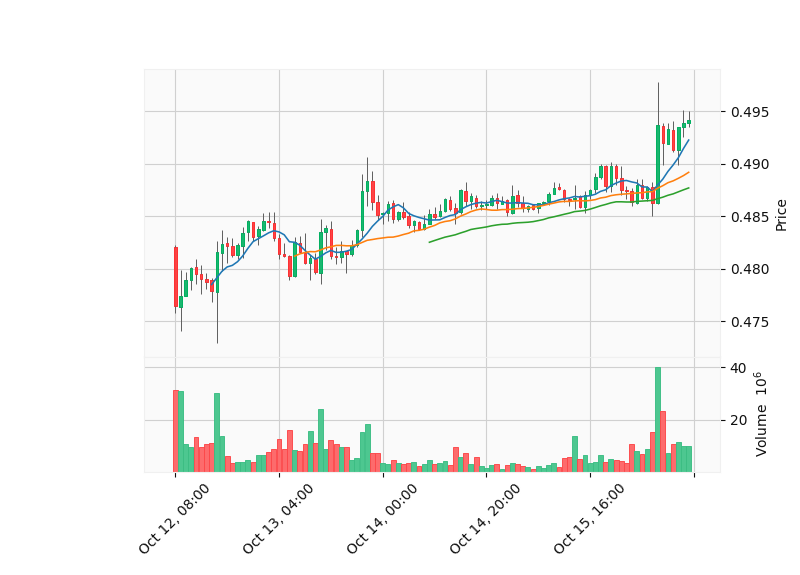 0.495
0.490
0.485
0.480
0.475
Price
40
20
Volume 10^6
Oct 12, 08:00
Oct 13, 04:00
Oct 14, 00:00
Oct 14, 20:00
Oct 15, 16:00